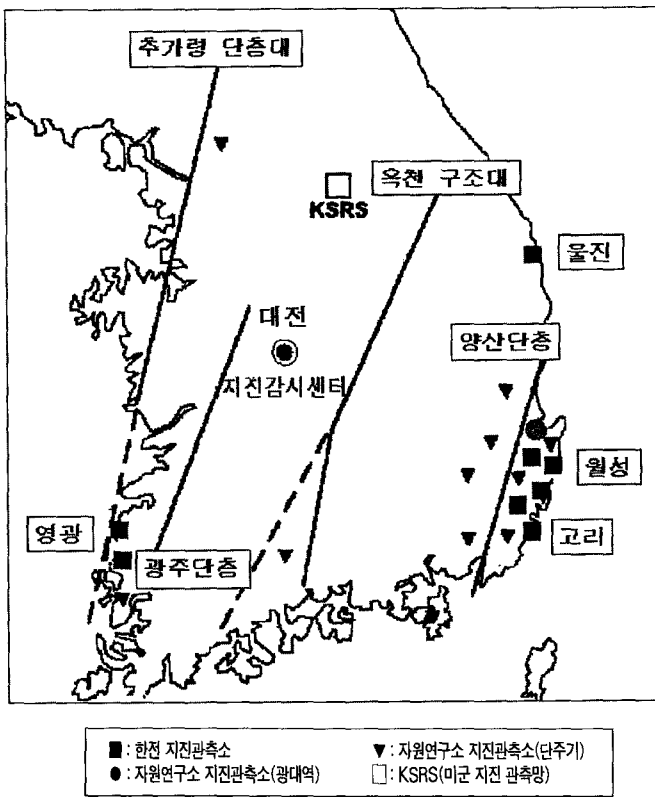 추가령 단층대
옥천 구조대
KSRS
울진
대전
지진감시센터
양산단층
월성
영광
광주단층
고리
■ : 한전 지진관측소
▼ : 자원연구소 지진관측소(단주기)
● : 자원연구소 지진관측소(광대역)
□ : KSRS(미군 지진 관측망)